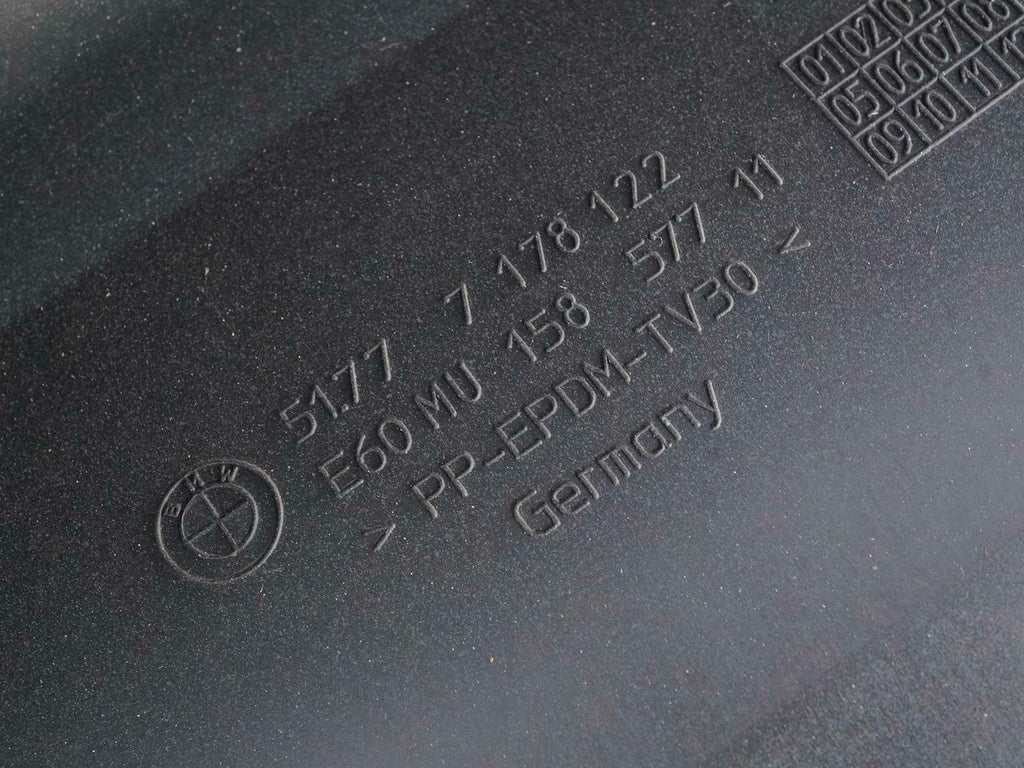 01 02 03
05 06 07 08
09 10 11
51.77 7 178 122
E60 MU 158 577 11
> PP-EPDM-TV30 <
Germany
BMW